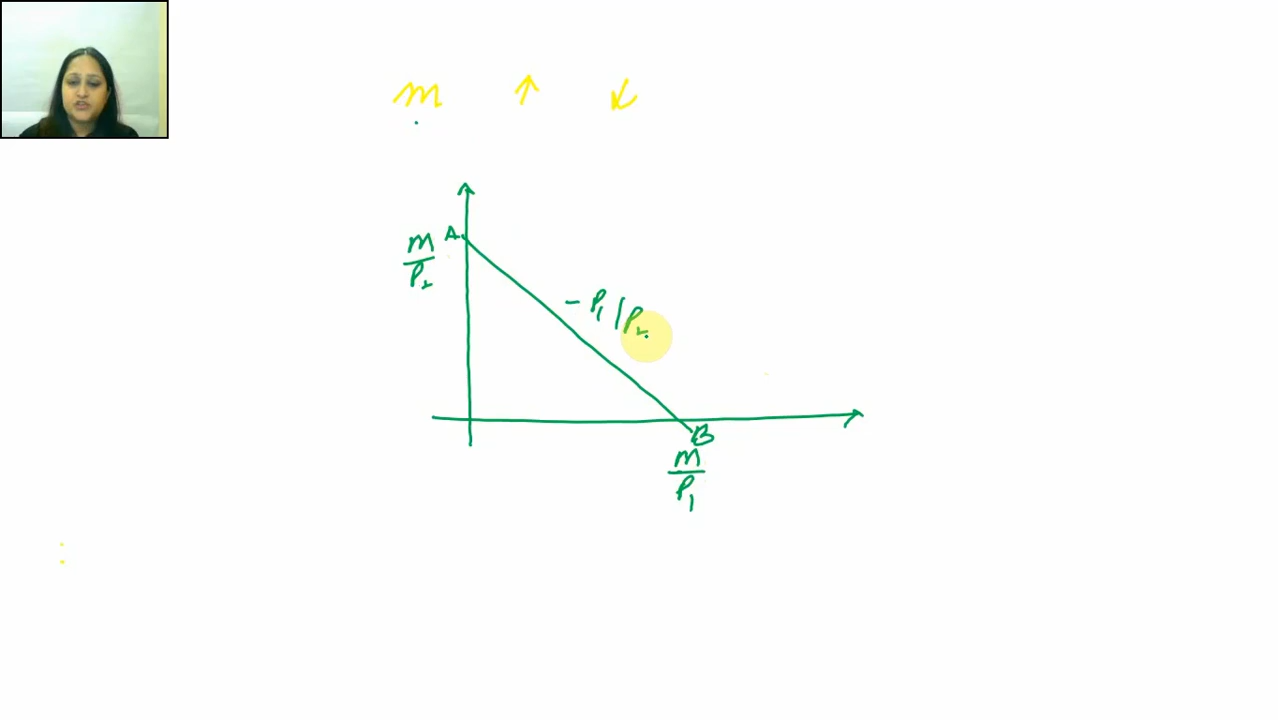 m ↑ ↓
A
m/P₂
- P₁ / P₂
B
m/P₁